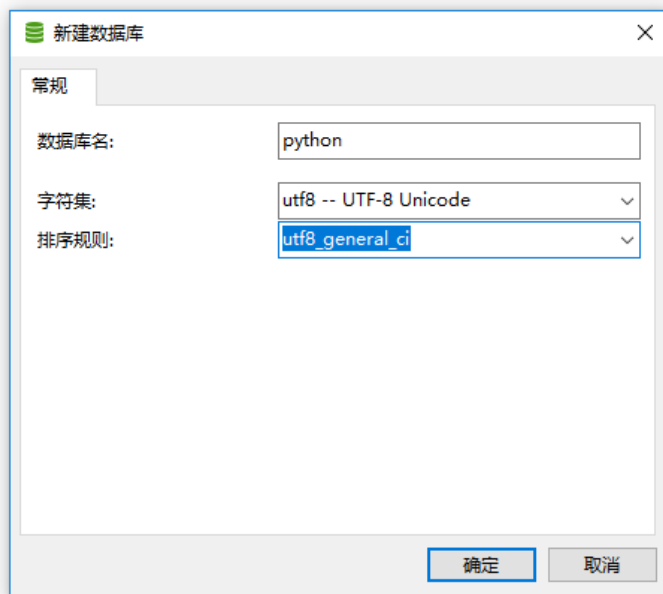 新建数据库
常规
数据库名: python
字符集: utf8 -- UTF-8 Unicode
排序规则: utf8_general_ci
确定 取消